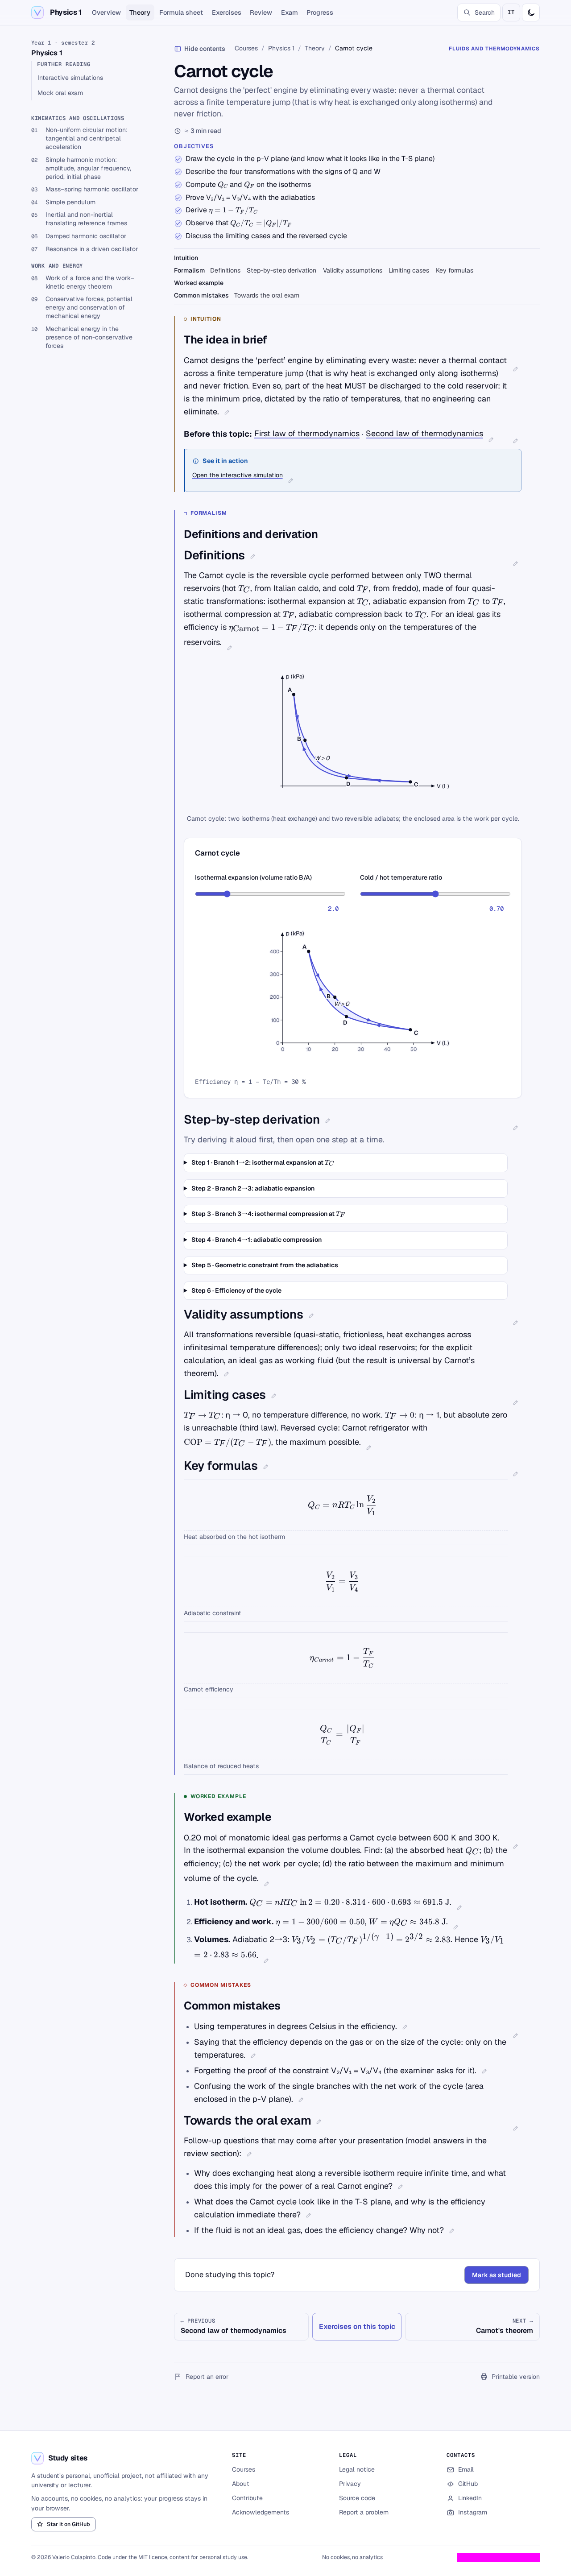 Physics 1 Overview Theory Formula sheet Exercises Review Exam Progress Search IT
Year 1 · semester 2
Physics 1
FURTHER READING
Interactive simulations
Mock oral exam
KINEMATICS AND OSCILLATIONS
01 Non-uniform circular motion:
tangential and centripetal
acceleration
02 Simple harmonic motion:
amplitude, angular frequency,
period, initial phase
03 Mass–spring harmonic oscillator
04 Simple pendulum
05 Inertial and non-inertial
translating reference frames
06 Damped harmonic oscillator
07 Resonance in a driven oscillator
WORK AND ENERGY
08 Work of a force and the work–
kinetic energy theorem
09 Conservative forces, potential
energy and conservation of
mechanical energy
10 Mechanical energy in the
presence of non-conservative
forces
Hide contents Courses / Physics 1 / Theory / Carnot cycle FLUIDS AND THERMODYNAMICS
Carnot cycle
Carnot designs the 'perfect' engine by eliminating every waste: never a thermal contact
across a finite temperature jump (that is why heat is exchanged only along isotherms) and
never friction.
≈ 3 min read
OBJECTIVES
Draw the cycle in the p-V plane (and know what it looks like in the T-S plane)
Describe the four transformations with the signs of Q and W
Compute Q_C and Q_F on the isotherms
Prove V₂/V₁ = V₃/V₄ with the adiabatics
Derive η = 1 − T_F/T_C
Observe that Q_C/T_C = |Q_F|/T_F
Discuss the limiting cases and the reversed cycle
Intuition
Formalism Definitions Step-by-step derivation Validity assumptions Limiting cases Key formulas
Worked example
Common mistakes Towards the oral exam
INTUITION
The idea in brief
Carnot designs the 'perfect' engine by eliminating every waste: never a thermal contact
across a finite temperature jump (that is why heat is exchanged only along isotherms)
and never friction. Even so, part of the heat MUST be discharged to the cold reservoir: it
is the minimum price, dictated by the ratio of temperatures, that no engineering can
eliminate.
Before this topic: First law of thermodynamics · Second law of thermodynamics
See it in action
Open the interactive simulation
FORMALISM
Definitions and derivation
Definitions
The Carnot cycle is the reversible cycle performed between only TWO thermal
reservoirs (hot T_C, from Italian caldo, and cold T_F, from freddo), made of four quasi-
static transformations: isothermal expansion at T_C, adiabatic expansion from T_C to T_F,
isothermal compression at T_F, adiabatic compression back to T_C. For an ideal gas its
efficiency is η_Carnot = 1 − T_F/T_C: it depends only on the temperatures of the
reservoirs.
p (kPa)
A
B
W > 0
D
C
V (L)
Carnot cycle: two isotherms (heat exchange) and two reversible adiabats; the enclosed area is the work per cycle.
Carnot cycle
Isothermal expansion (volume ratio B/A) Cold / hot temperature ratio
2.0 0.70
p (kPa)
400
300
200
100
0
A
B
W > 0
D
C
V (L)
0 10 20 30 40 50
Efficiency η = 1 − Tc/Th = 30 %
Step-by-step derivation
Try deriving it aloud first, then open one step at a time.
Step 1 · Branch 1→2: isothermal expansion at T_C
Step 2 · Branch 2→3: adiabatic expansion
Step 3 · Branch 3→4: isothermal compression at T_F
Step 4 · Branch 4→1: adiabatic compression
Step 5 · Geometric constraint from the adiabatics
Step 6 · Efficiency of the cycle
Validity assumptions
All transformations reversible (quasi-static, frictionless, heat exchanges across
infinitesimal temperature differences); only two ideal reservoirs; for the explicit
calculation, an ideal gas as working fluid (but the result is universal by Carnot's
theorem).
Limiting cases
T_F → T_C: η → 0, no temperature difference, no work. T_F → 0: η → 1, but absolute zero
is unreachable (third law). Reversed cycle: Carnot refrigerator with
COP = T_F/(T_C − T_F), the maximum possible.
Key formulas
Q_C = nRT_C ln V₂/V₁
Heat absorbed on the hot isotherm
V₂/V₁ = V₃/V₄
Adiabatic constraint
η_Carnot = 1 − T_F/T_C
Carnot efficiency
Q_C/T_C = |Q_F|/T_F
Balance of reduced heats
WORKED EXAMPLE
Worked example
0.20 mol of monatomic ideal gas performs a Carnot cycle between 600 K and 300 K.
In the isothermal expansion the volume doubles. Find: (a) the absorbed heat Q_C; (b) the
efficiency; (c) the net work per cycle; (d) the ratio between the maximum and minimum
volume of the cycle.
1. Hot isotherm. Q_C = nRT_C ln 2 = 0.20 · 8.314 · 600 · 0.693 ≈ 691.5 J.
2. Efficiency and work. η = 1 − 300/600 = 0.50, W = ηQ_C ≈ 345.8 J.
3. Volumes. Adiabatic 2→3: V₃/V₂ = (T_C/T_F)^{1/(γ−1)} = 2^{3/2} ≈ 2.83. Hence V₃/V₁
= 2 · 2.83 ≈ 5.66.
COMMON MISTAKES
Common mistakes
• Using temperatures in degrees Celsius in the efficiency.
• Saying that the efficiency depends on the gas or on the size of the cycle: only on the
temperatures.
• Forgetting the proof of the constraint V₂/V₁ = V₃/V₄ (the examiner asks for it).
• Confusing the work of the single branches with the net work of the cycle (area
enclosed in the p-V plane).
Towards the oral exam
Follow-up questions that may come after your presentation (model answers in the
review section):
• Why does exchanging heat along a reversible isotherm require infinite time, and what
does this imply for the power of a real Carnot engine?
• What does the Carnot cycle look like in the T-S plane, and why is the efficiency
calculation immediate there?
• If the fluid is not an ideal gas, does the efficiency change? Why not?
Done studying this topic? Mark as studied
← PREVIOUS
Second law of thermodynamics
Exercises on this topic
NEXT →
Carnot's theorem
Report an error Printable version
Study sites
A student's personal, unofficial project, not affiliated with any
university or lecturer.
No accounts, no cookies, no analytics: your progress stays in
your browser.
Star it on GitHub
SITE
Courses
About
Contribute
Acknowledgements
LEGAL
Legal notice
Privacy
Source code
Report a problem
CONTACTS
Email
GitHub
LinkedIn
Instagram
© 2026 Valerio Colapinto. Code under the MIT licence, content for personal study use. No cookies, no analytics